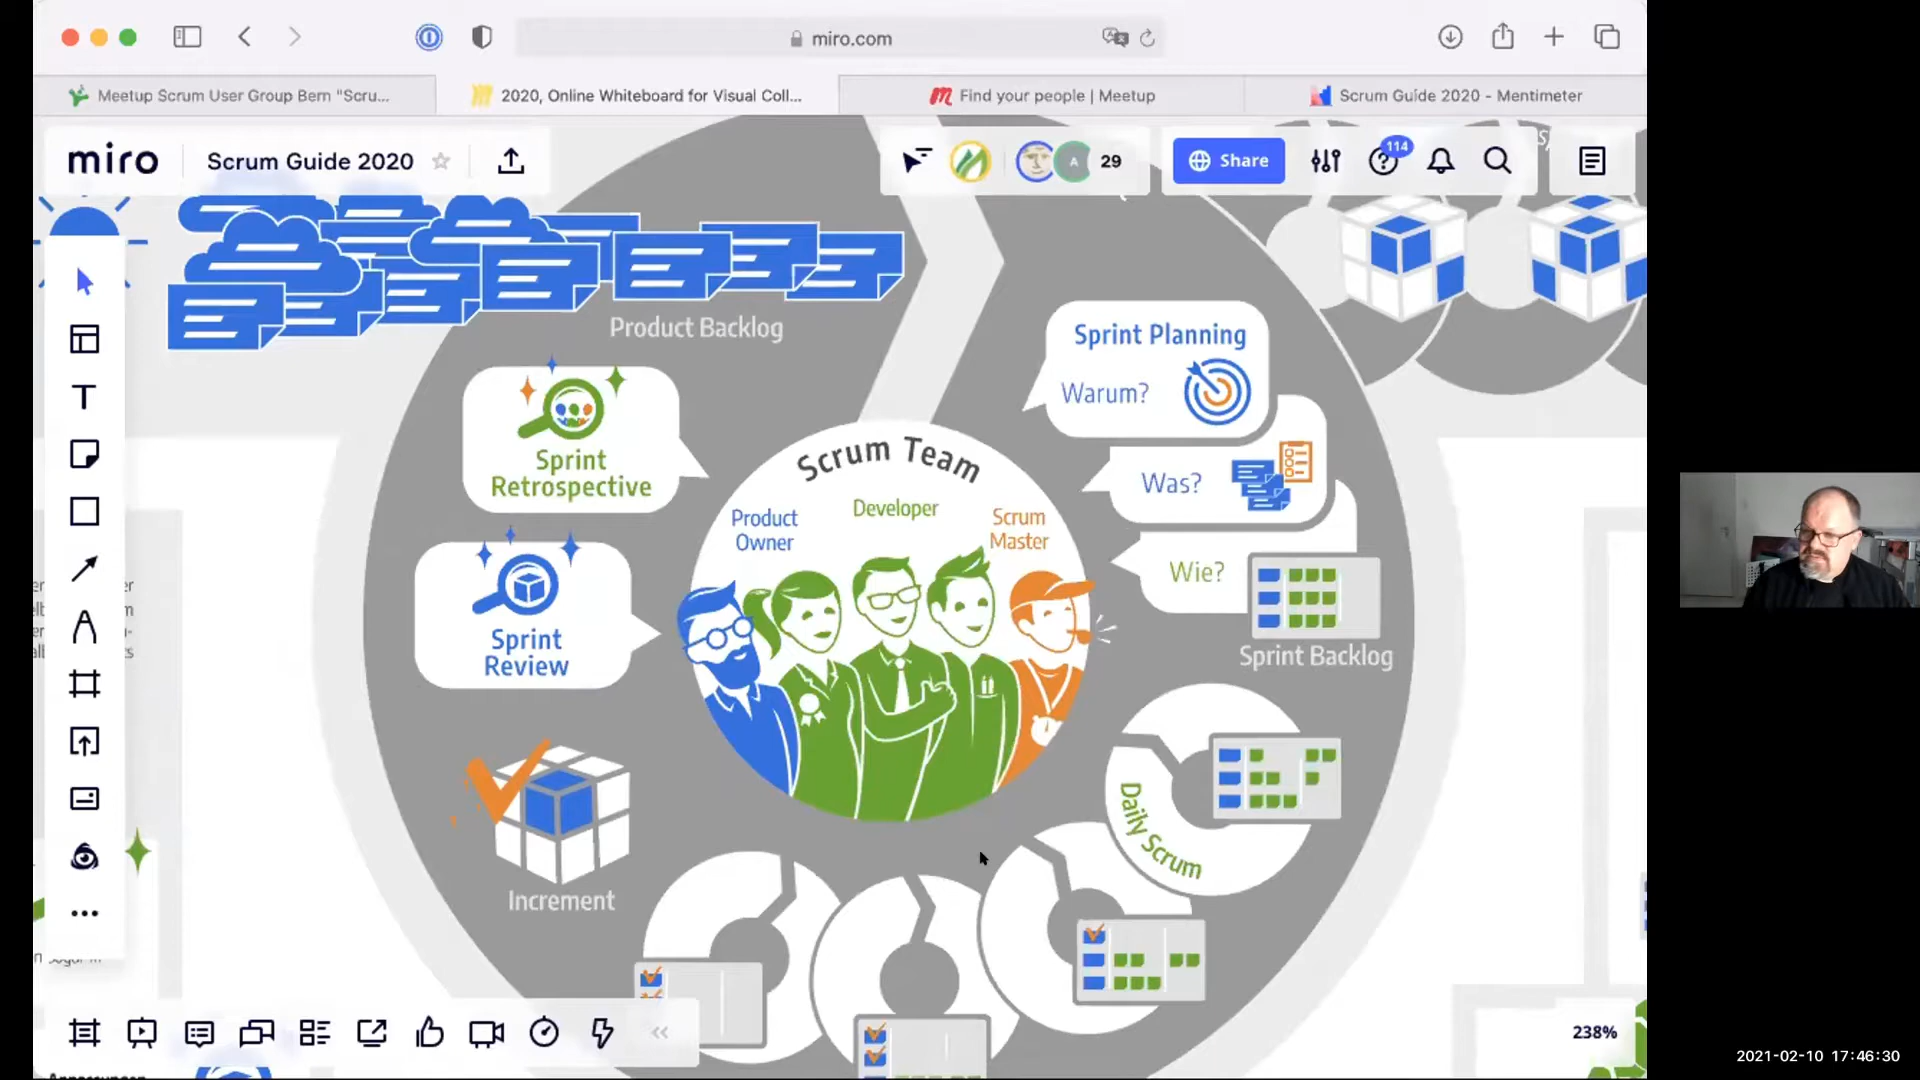 miro.com
Meetup Scrum User Group Bern "Scru...
2020, Online Whiteboard for Visual Coll...
Find your people | Meetup
Scrum Guide 2020 - Mentimeter
miro
Scrum Guide 2020
A
29
Share
114
Product Backlog
Sprint Planning
Warum?
Was?
Wie?
Sprint Backlog
Sprint
Retrospective
Sprint
Review
Scrum Team
Product
Owner
Developer
Scrum
Master
Daily Scrum
Increment
238%
2021-02-10 17:46:30